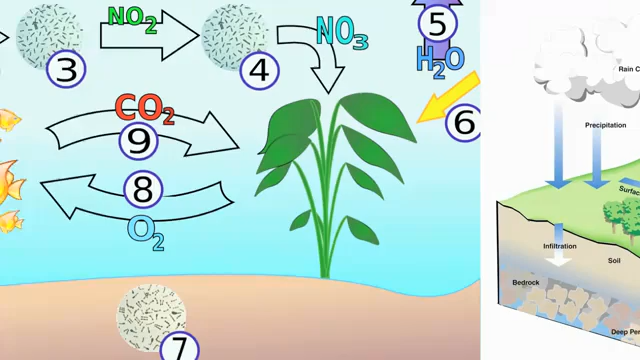 NO2
3
4
NO3
5
H2O
6
CO2
9
8
O2
7
Rain C
Precipitation
Surfac
Infiltration
Soil
Bedrock
Deep Per